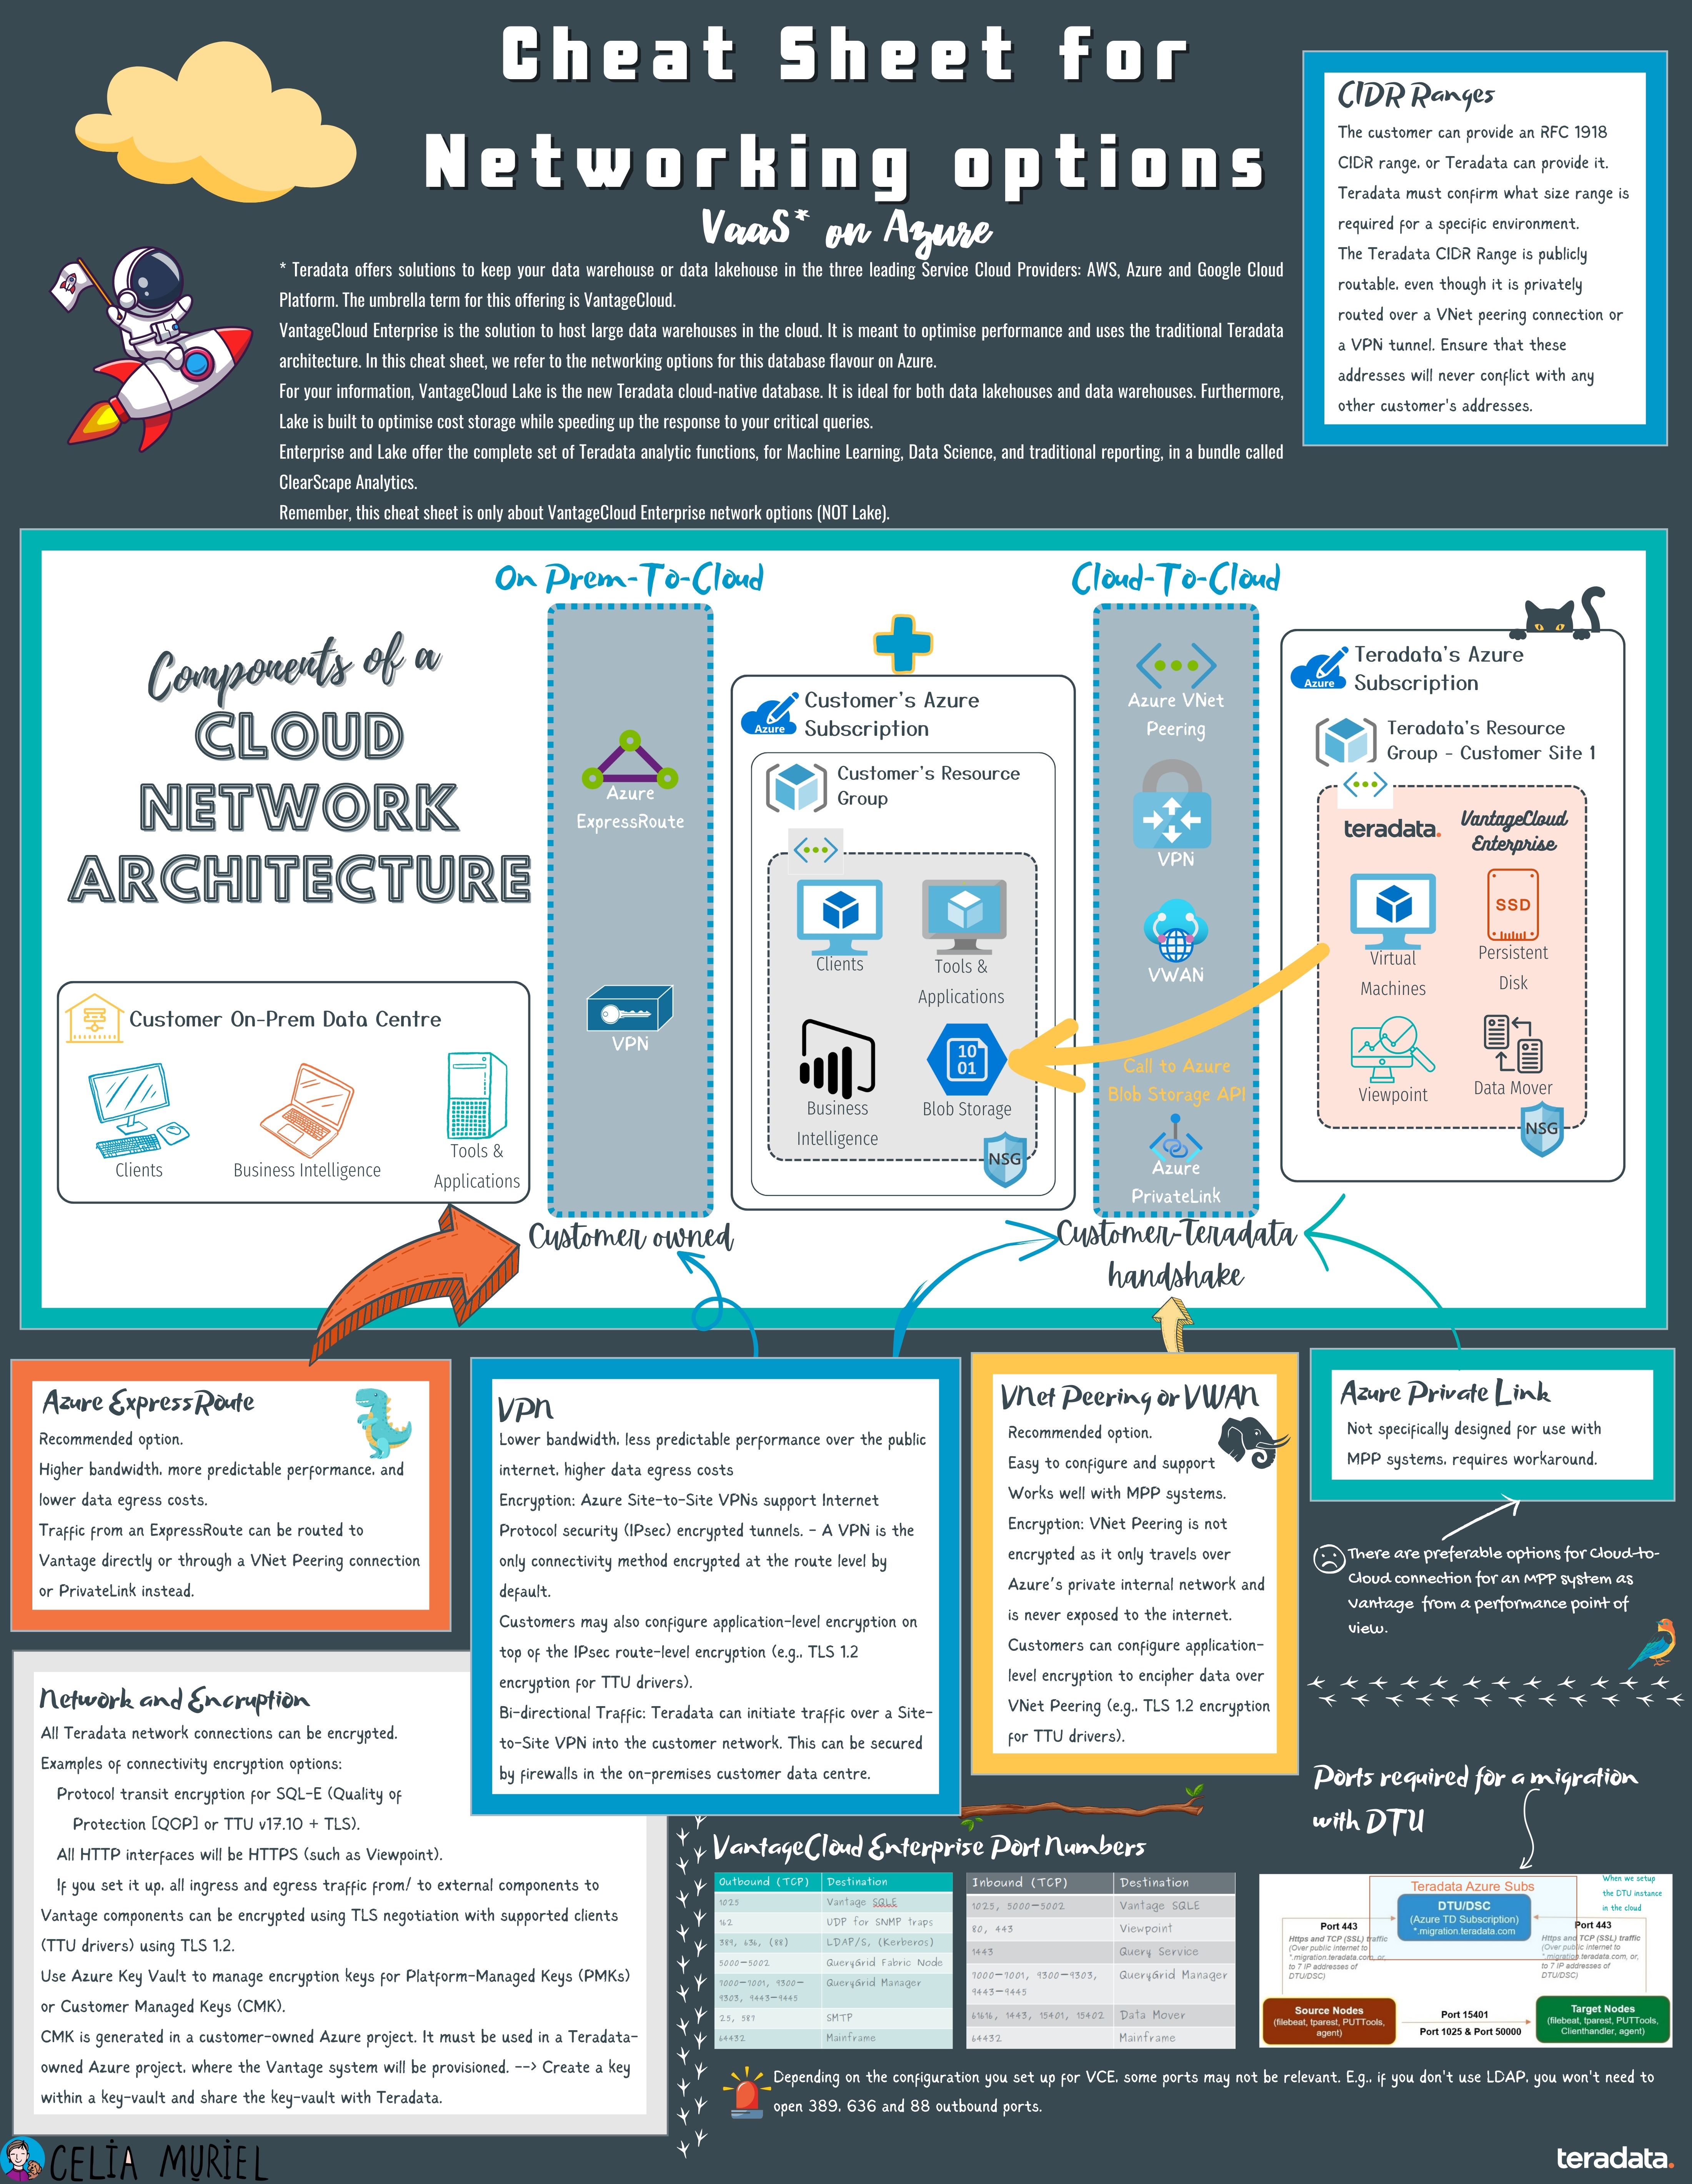 Cheat Sheet for
Networking options
VaaS* on Azure
* Teradata offers solutions to keep your data warehouse or data lakehouse in the three leading Service Cloud Providers: AWS, Azure and Google Cloud
Platform. The umbrella term for this offering is VantageCloud.
VantageCloud Enterprise is the solution to host large data warehouses in the cloud. It is meant to optimise performance and uses the traditional Teradata
architecture. In this cheat sheet, we refer to the networking options for this database flavour on Azure.
For your information, VantageCloud Lake is the new Teradata cloud-native database. It is ideal for both data lakehouses and data warehouses. Furthermore,
Lake is built to optimise cost storage while speeding up the response to your critical queries.
Enterprise and Lake offer the complete set of Teradata analytic functions, for Machine Learning, Data Science, and traditional reporting, in a bundle called
ClearScape Analytics.
Remember, this cheat sheet is only about VantageCloud Enterprise network options (NOT Lake).
CIDR Ranges
The customer can provide an RFC 1918
CIDR range, or Teradata can provide it.
Teradata must confirm what size range is
required for a specific environment.
The Teradata CIDR Range is publicly
routable, even though it is privately
routed over a VNet peering connection or
a VPN tunnel. Ensure that these
addresses will never conflict with any
other customer's addresses.
Components of a
CLOUD
NETWORK
ARCHITECTURE
Customer On-Prem Data Centre
Clients
Business Intelligence
Tools &
Applications
On Prem-To-Cloud
Azure
ExpressRoute
VPN
Customer owned
Azure
Customer's Azure
Subscription
Customer's Resource
Group
Clients
Tools &
Applications
Business
Intelligence
10
01
Blob Storage
NSG
Cloud-To-Cloud
Azure VNet
Peering
VPN
VWAN
Call to Azure
Blob Storage API
Azure
PrivateLink
Customer-Teradata
handshake
Azure
Teradata's Azure
Subscription
Teradata's Resource
Group - Customer Site 1
teradata.
VantageCloud
Enterprise
Virtual
Machines
SSD
Persistent
Disk
Viewpoint
Data Mover
NSG
Azure ExpressRoute
Recommended option.
Higher bandwidth, more predictable performance, and
lower data egress costs.
Traffic from an ExpressRoute can be routed to
Vantage directly or through a VNet Peering connection
or PrivateLink instead.
VPN
Lower bandwidth, less predictable performance over the public
internet, higher data egress costs
Encryption: Azure Site-to-Site VPNs support Internet
Protocol security (IPsec) encrypted tunnels. - A VPN is the
only connectivity method encrypted at the route level by
default.
Customers may also configure application-level encryption on
top of the IPsec route-level encryption (e.g., TLS 1.2
encryption for TTU drivers).
Bi-directional Traffic: Teradata can initiate traffic over a Site-
to-Site VPN into the customer network. This can be secured
by firewalls in the on-premises customer data centre.
VNet Peering or VWAN
Recommended option.
Easy to configure and support
Works well with MPP systems.
Encryption: VNet Peering is not
encrypted as it only travels over
Azure's private internal network and
is never exposed to the internet.
Customers can configure application-
level encryption to encipher data over
VNet Peering (e.g., TLS 1.2 encryption
for TTU drivers).
Azure Private Link
Not specifically designed for use with
MPP systems, requires workaround.
There are preferable options for Cloud-to-
Cloud connection for an MPP system as
Vantage from a performance point of
view.
Network and Encruption
All Teradata network connections can be encrypted.
Examples of connectivity encryption options:
Protocol transit encryption for SQL-E (Quality of
Protection [QOP] or TTU v17.10 + TLS).
All HTTP interfaces will be HTTPS (such as Viewpoint).
If you set it up, all ingress and egress traffic from/ to external components to
Vantage components can be encrypted using TLS negotiation with supported clients
(TTU drivers) using TLS 1.2.
Use Azure Key Vault to manage encryption keys for Platform-Managed Keys (PMKs)
or Customer Managed Keys (CMK).
CMK is generated in a customer-owned Azure project. It must be used in a Teradata-
owned Azure project, where the Vantage system will be provisioned. --> Create a key
within a key-vault and share the key-vault with Teradata.
VantageCloud Enterprise Port Numbers
Outbound (TCP) Destination
1025 Vantage SQLE
162 UDP for SNMP traps
389, 636, (88) LDAP/S, (Kerberos)
5000-5002 QueryGrid Fabric Node
7000-7001, 9300- QueryGrid Manager
9303, 9443-9445
25, 587 SMTP
64432 Mainframe
Inbound (TCP) Destination
1025, 5000-5002 Vantage SQLE
80, 443 Viewpoint
1443 Query Service
7000-7001, 9300-9303, QueryGrid Manager
9443-9445
61616, 1443, 15401, 15402 Data Mover
64432 Mainframe
Ports required for a migration
with DTU
Teradata Azure Subs
When we setup
the DTU instance
in the cloud
DTU/DSC
(Azure TD Subscription)
*.migration.teradata.com
Port 443
Https and TCP (SSL) traffic
(Over public internet to
*.migration.teradata.com, or,
to 7 IP addresses of
DTU/DSC)
Port 443
Https and TCP (SSL) traffic
(Over public internet to
*.migration.teradata.com, or,
to 7 IP addresses of
DTU/DSC)
Source Nodes
(filebeat, tparest, PUTTools,
agent)
Port 15401
Port 1025 & Port 50000
Target Nodes
(filebeat, tparest, PUTTools,
Clienthandler, agent)
Depending on the configuration you set up for VCE, some ports may not be relevant. E.g., if you don't use LDAP, you won't need to
open 389, 636 and 88 outbound ports.
CELIA MURIEL
teradata.